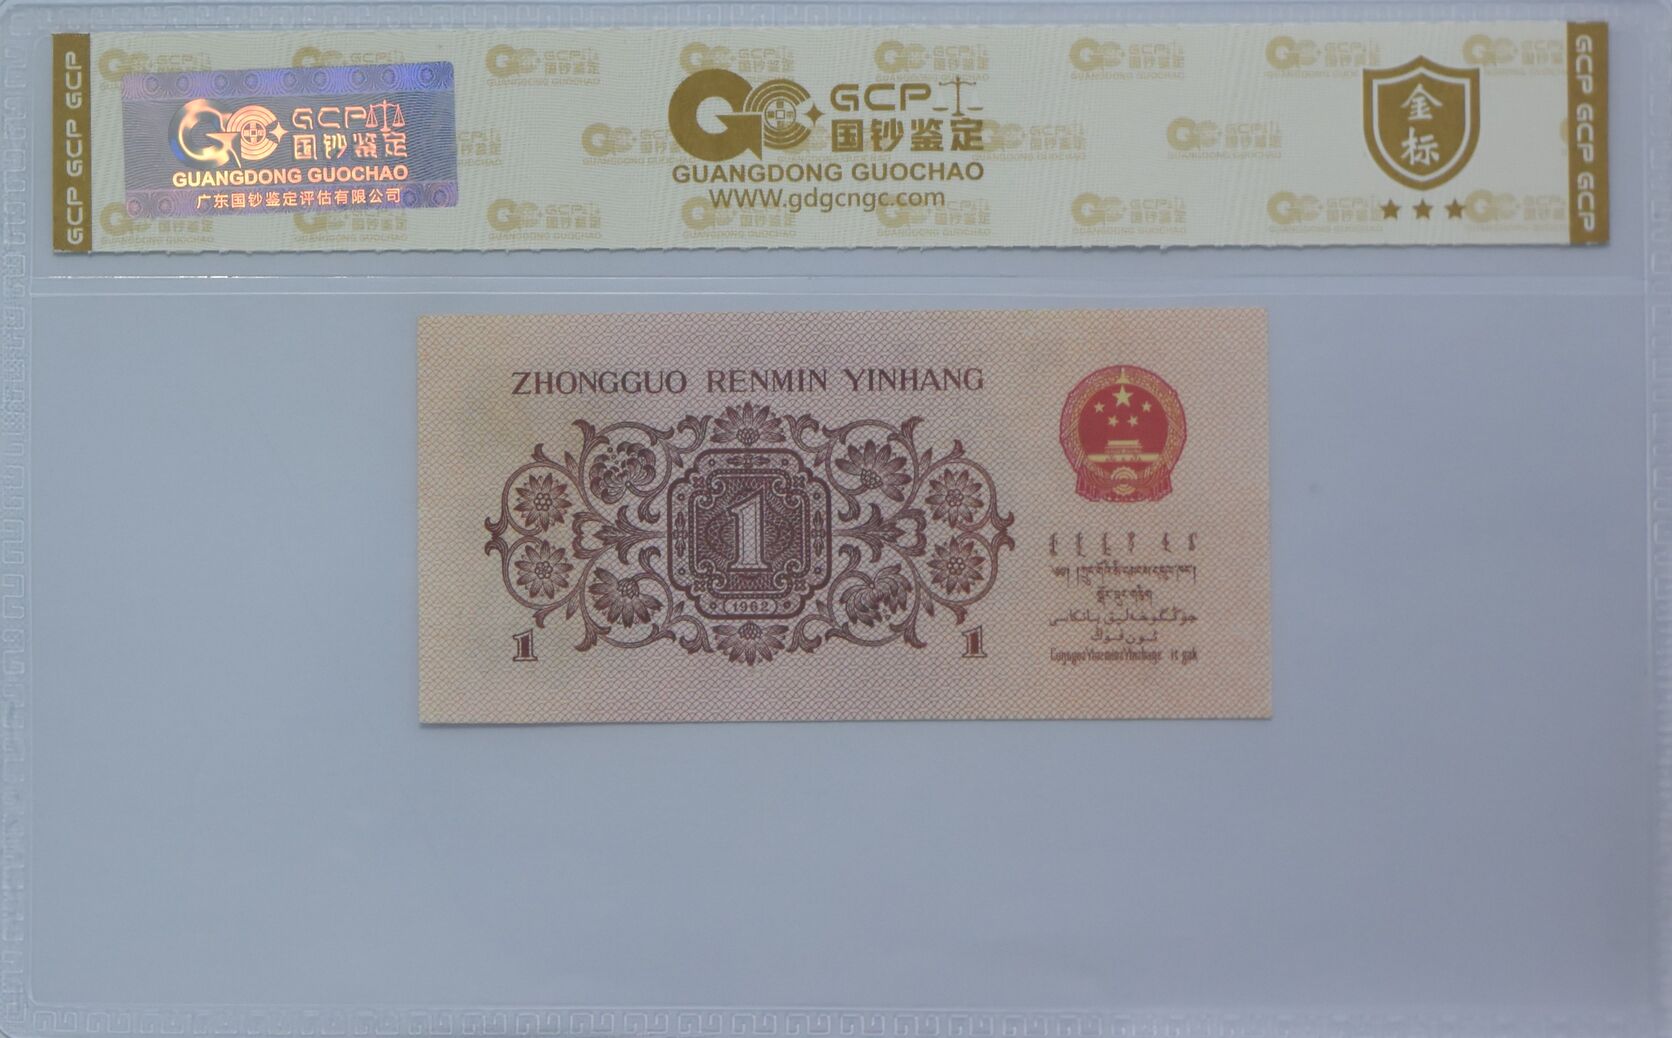 GCP GCP GCP
GCP 国钞鉴定
GUANGDONG GUOCHAO
广东国钞鉴定评估有限公司
GCP
国钞鉴定
GUANGDONG GUOCHAO
www.gdgcngc.com
金标
GCP GCP GCP
ZHONGGUO RENMIN YINHANG
1
1962
1 1